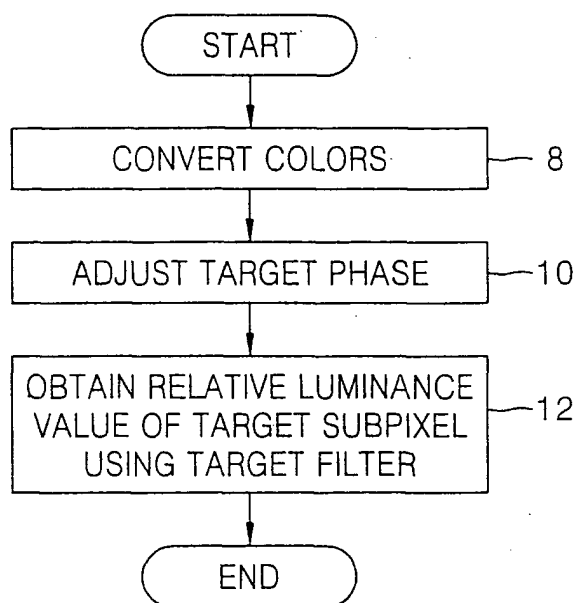 START
CONVERT COLORS 8
ADJUST TARGET PHASE 10
OBTAIN RELATIVE LUMINANCE
VALUE OF TARGET SUBPIXEL 12
USING TARGET FILTER
END